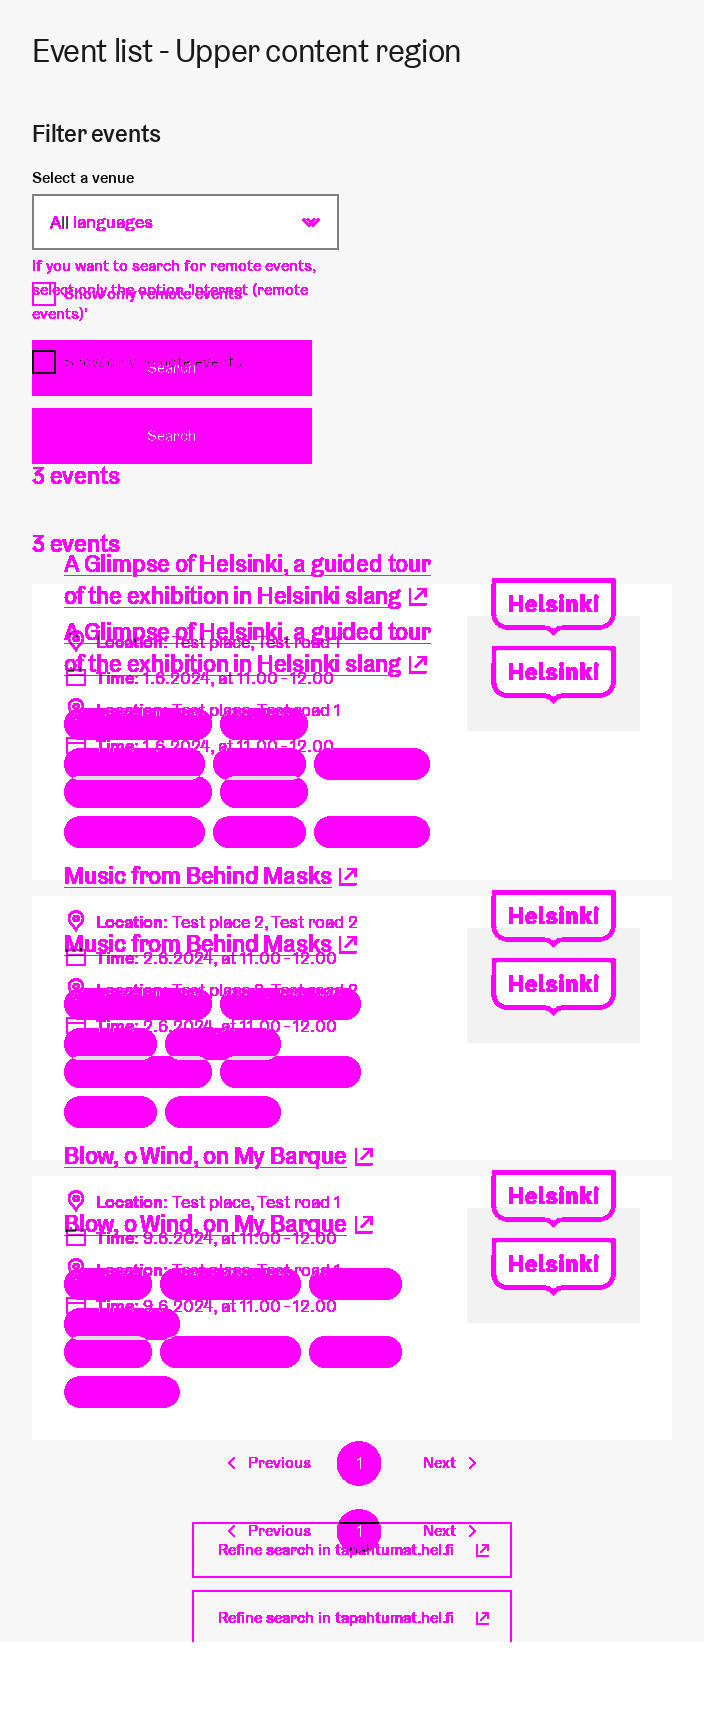 Event list - Upper content region
Filter events
Select a venue
All languages
If you want to search for remote events,
select only the option 'Internet (remote
Show only remote events
events)'
Show only remote events
Search
Search
3 events
3 events
A Glimpse of Helsinki, a guided tour
of the exhibition in Helsinki slang
Helsinki
A Glimpse of Helsinki, a guided tour
Location: Test place, Test road 1
of the exhibition in Helsinki slang
Helsinki
Time: 1.6.2024, at 11.00 - 12.00
Location: Test place, Test road 1
Time: 1.6.2024, at 11.00 - 12.00
Music from Behind Masks
Helsinki
Location: Test place 2, Test road 2
Music from Behind Masks
Time: 2.6.2024, at 11.00 - 12.00
Helsinki
Location: Test place 2, Test road 2
Time: 2.6.2024, at 11.00 - 12.00
Blow, o Wind, on My Barque
Helsinki
Location: Test place, Test road 1
Blow, o Wind, on My Barque
Time: 9.6.2024, at 11.00 - 12.00
Helsinki
Location: Test place, Test road 1
Time: 9.6.2024, at 11.00 - 12.00
Previous 1 Next
Previous 1 Next
Refine search in tapahtumat.hel.fi
Refine search in tapahtumat.hel.fi